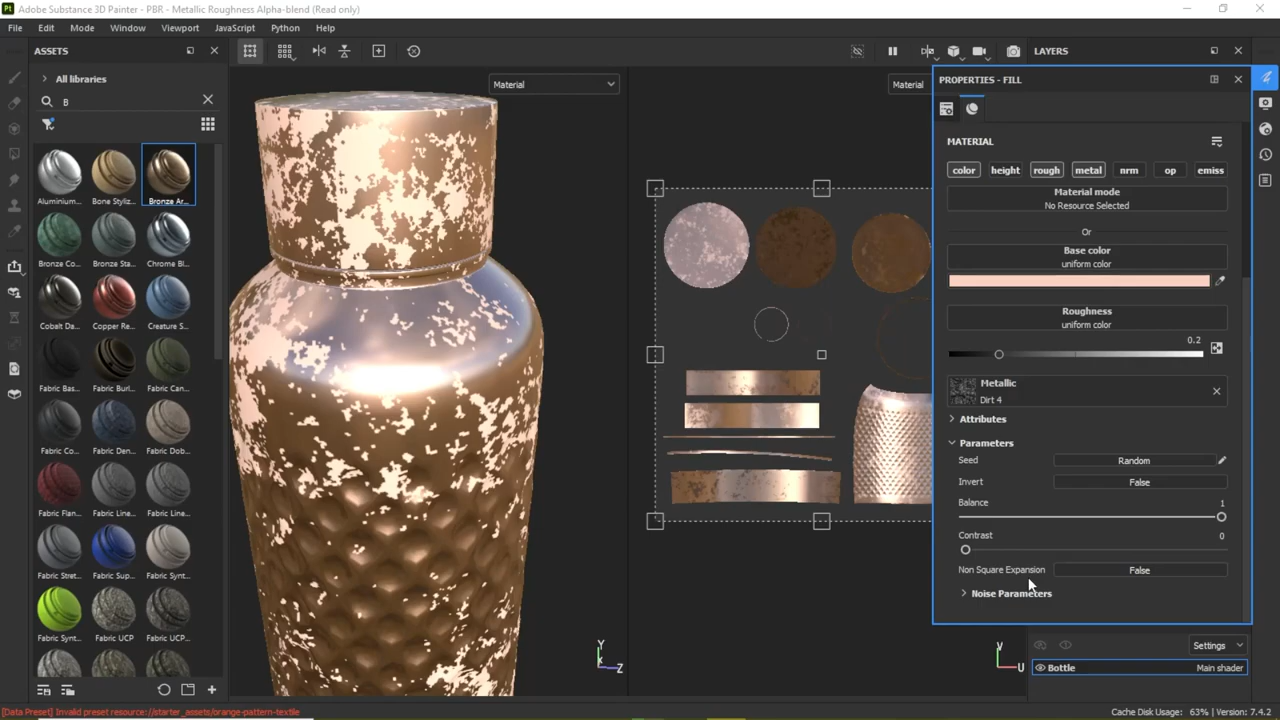 Adobe Substance 3D Painter - PBR - Metallic Roughness Alpha-blend (Read only)
File Edit Mode Window Viewport JavaScript Python Help
ASSETS
LAYERS
All libraries
B
Material
Material
Aluminium...
Bone Styliz...
Bronze Ar...
Bronze Co...
Bronze Sta...
Chrome Bl...
Cobalt Da...
Copper Re...
Creature S...
Fabric Bas...
Fabric Burl...
Fabric Can...
Fabric Co...
Fabric Den...
Fabric Dob...
Fabric Flan...
Fabric Line...
Fabric Line...
Fabric Stret...
Fabric Sup...
Fabric Synt...
Fabric Synt...
Fabric UCP
Fabric UCP...
Y
X
Z
V
U
PROPERTIES - FILL
MATERIAL
color height rough metal nrm op emiss
Material mode
No Resource Selected
Or
Base color
uniform color
Roughness
uniform color
0.2
Metallic
Dirt 4
Attributes
Parameters
Seed Random
Invert False
Balance 1
Contrast 0
Non Square Expansion False
Noise Parameters
Settings
Bottle Main shader
[Data Preset] Invalid preset resource://starter_assets/orange-pattern-textile
Cache Disk Usage: 63% | Version: 7.4.2